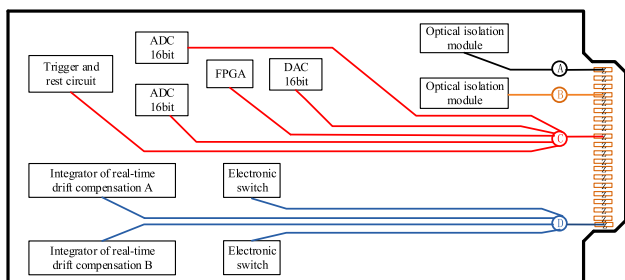 Trigger and
rest circuit
ADC
16bit
ADC
16bit
FPGA
DAC
16bit
Optical isolation
module
Optical isolation
module
A
B
C
D
Integrator of real-time
drift compensation A
Electronic
switch
Integrator of real-time
drift compensation B
Electronic
switch